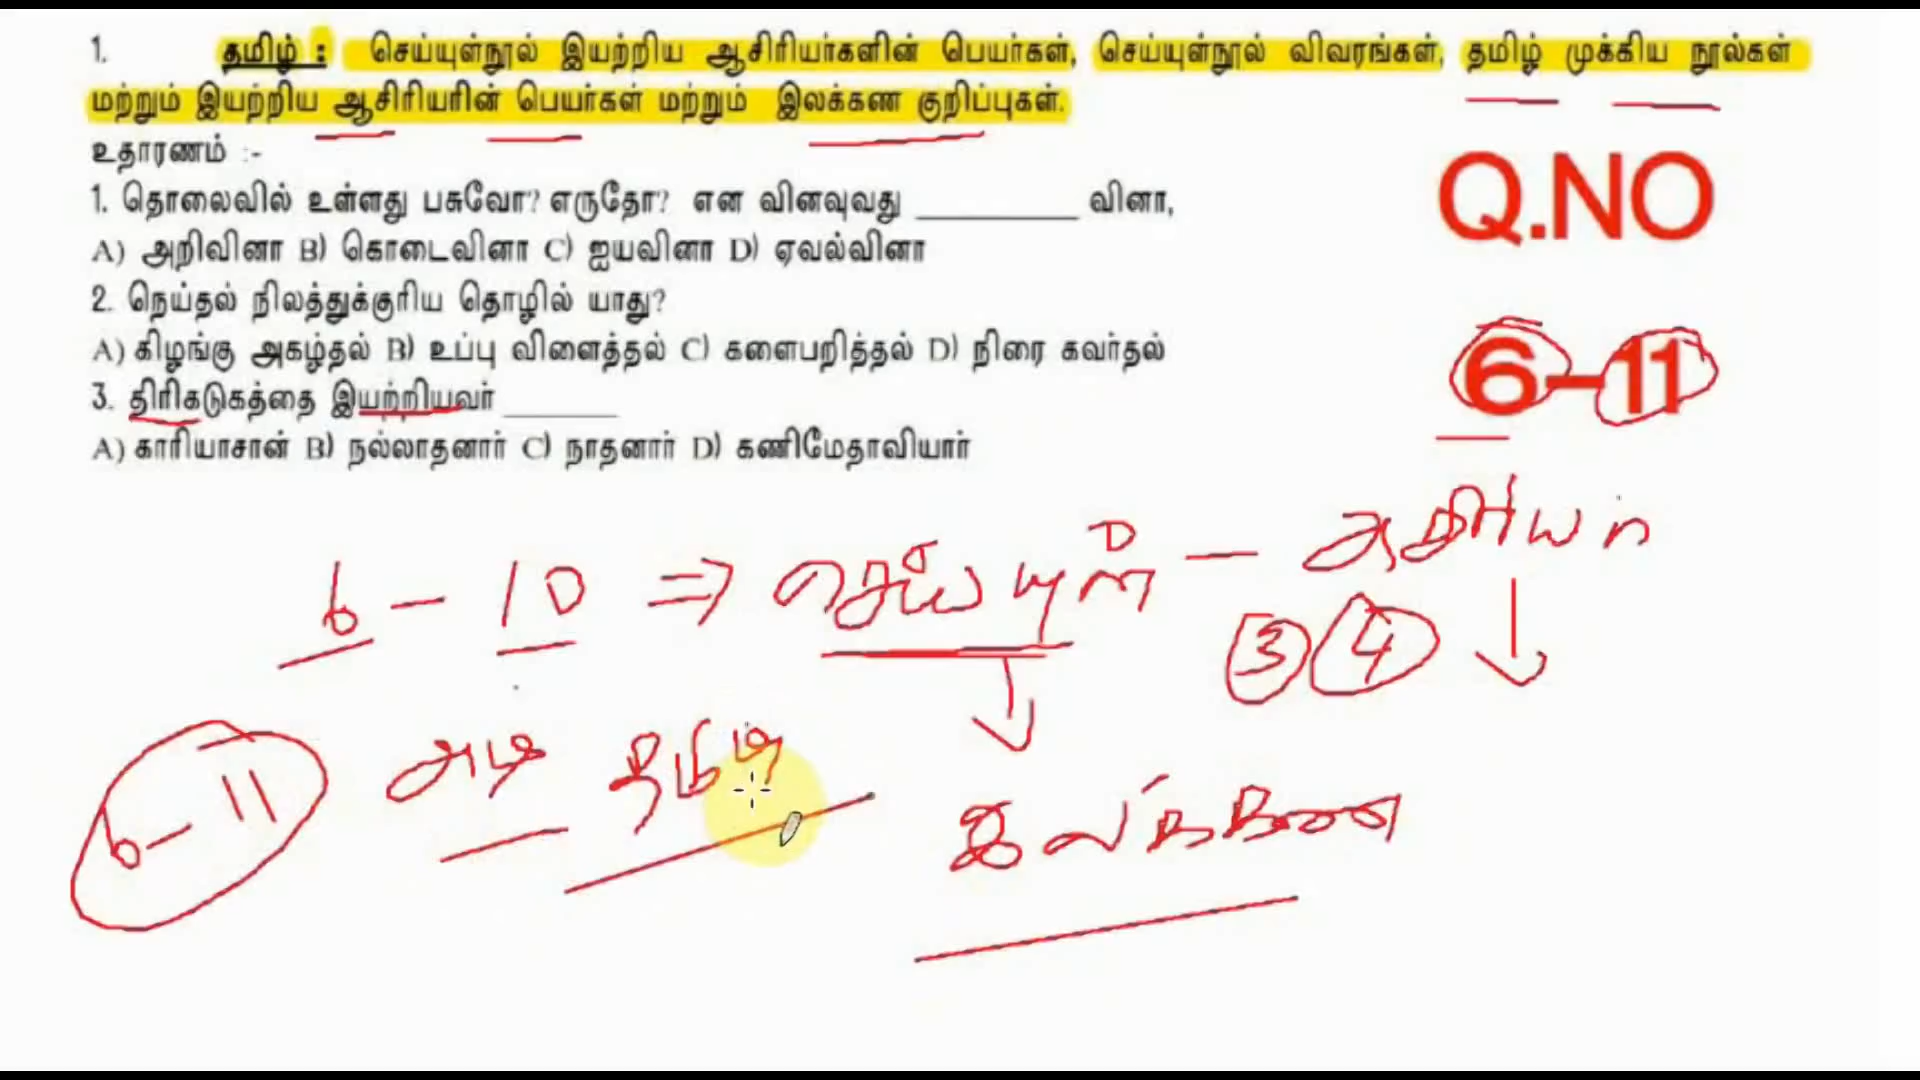 1. தமிழ் : செய்யுள்நூல் இயற்றிய ஆசிரியர்களின் பெயர்கள், செய்யுள்நூல் விவரங்கள், தமிழ் முக்கிய நூல்கள்
மற்றும் இயற்றிய ஆசிரியரின் பெயர்கள் மற்றும் இலக்கண குறிப்புகள்.
உதாரணம் :-
1. தொலைவில் உள்ளது பசுவோ? எருதோ? என வினவுவது ________ வினா,
A) அறிவினா B) கொடைவினா C) ஐயவினா D) ஏவல்வினா
2. நெய்தல் நிலத்துக்குரிய தொழில் யாது?
A) கிழங்கு அகழ்தல் B) உப்பு விளைத்தல் C) களைபறித்தல் D) நிரை கவர்தல்
3. திரிகடுகத்தை இயற்றியவர் ________
A) காரியாசான் B) நல்லாதனார் C) நாதனார் D) கணிமேதாவியார்
Q.NO
6-11
6 - 10 ⇒ செய்யுள் - ஆசிரியர்
3 4
6-11
இலக்கண